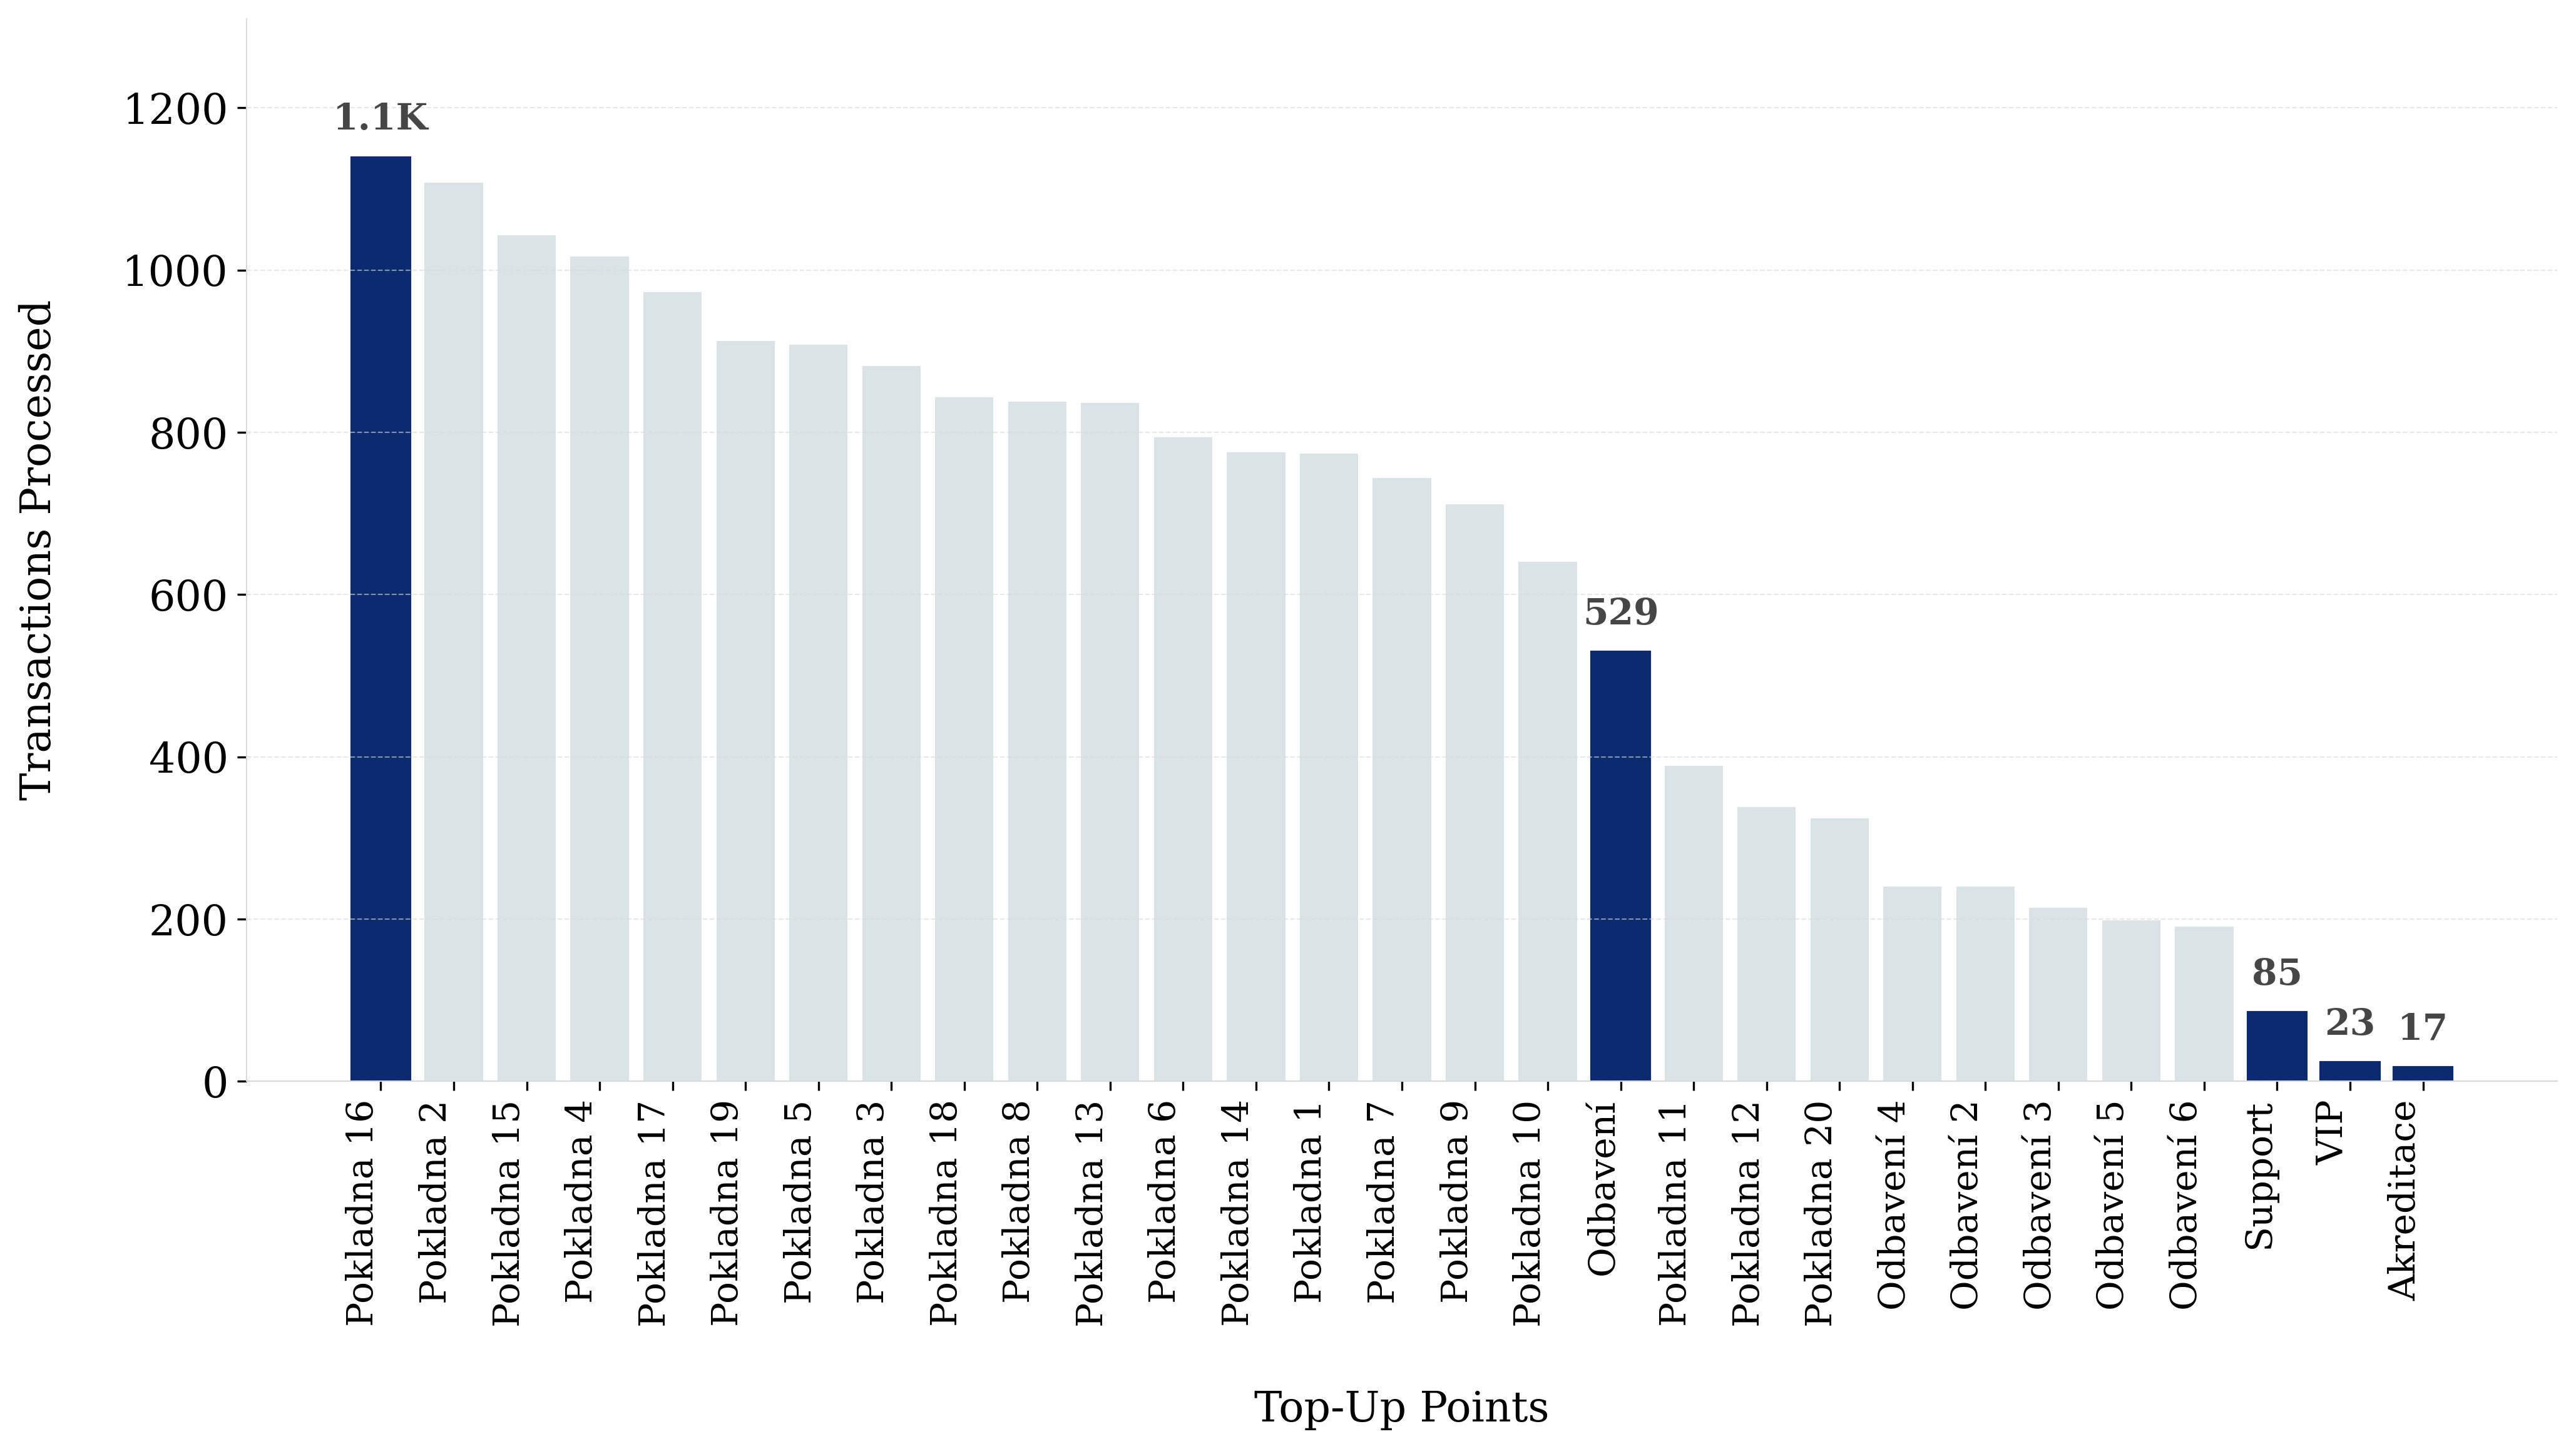 Transactions Processed
1200
1000
800
600
400
200
0
1.1K
529
85
23
17
Pokladna 16
Pokladna 2
Pokladna 15
Pokladna 4
Pokladna 17
Pokladna 19
Pokladna 5
Pokladna 3
Pokladna 18
Pokladna 8
Pokladna 13
Pokladna 6
Pokladna 14
Pokladna 1
Pokladna 7
Pokladna 9
Pokladna 10
Odbavení
Pokladna 11
Pokladna 12
Pokladna 20
Odbavení 4
Odbavení 2
Odbavení 3
Odbavení 5
Odbavení 6
Support
VIP
Akreditace
Top-Up Points